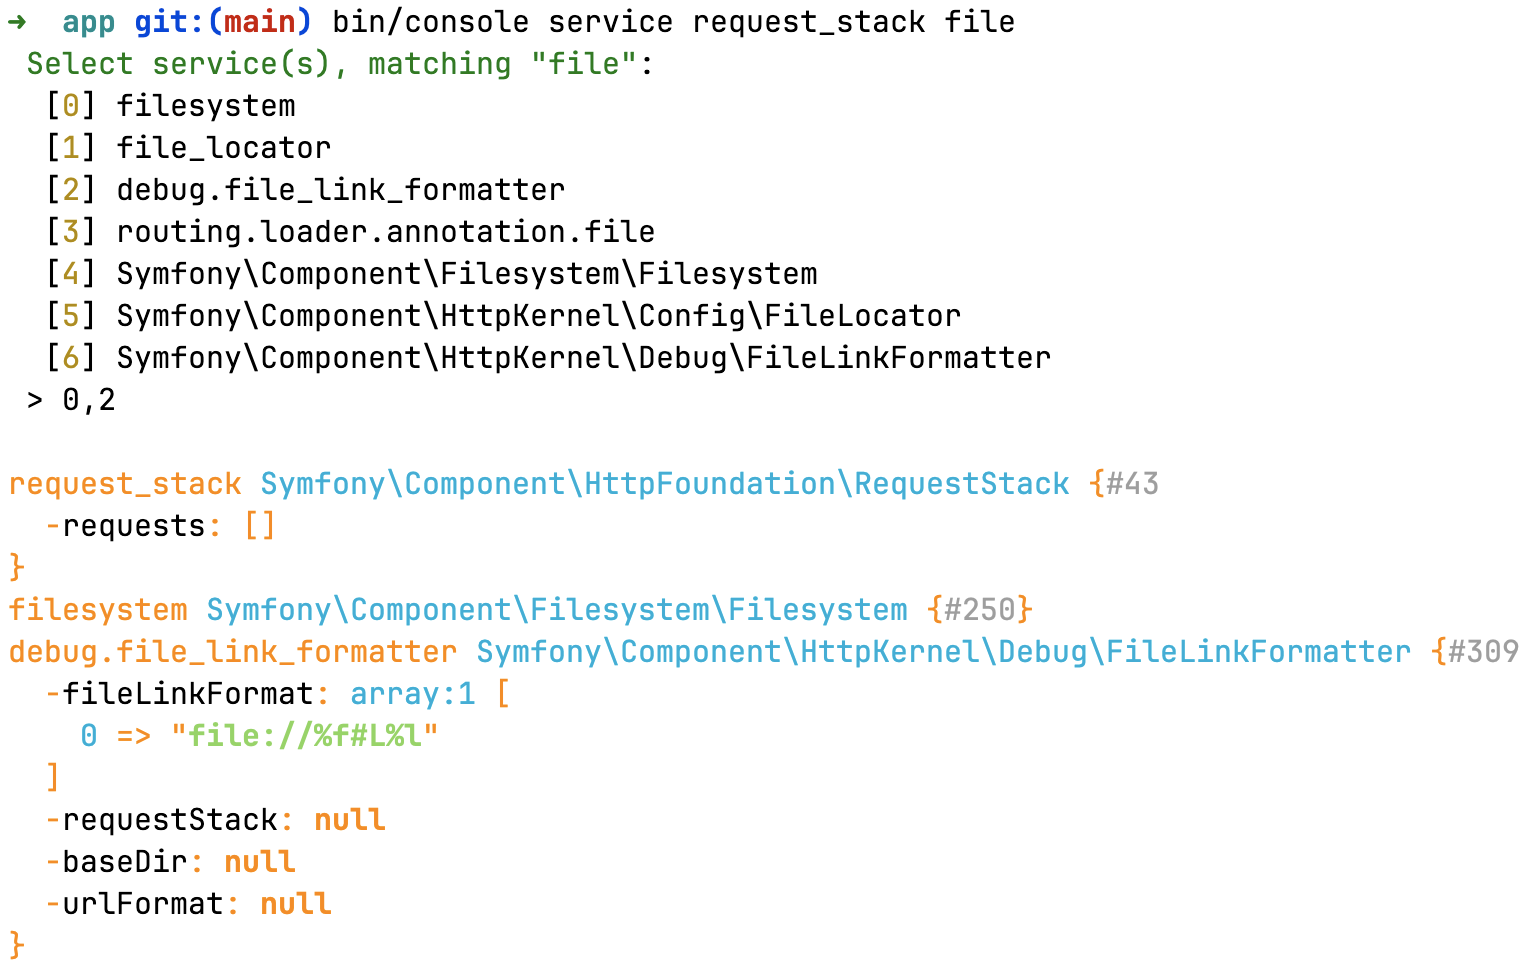 ➜  app git:(main) bin/console service request_stack file
 Select service(s), matching "file":
  [0] filesystem
  [1] file_locator
  [2] debug.file_link_formatter
  [3] routing.loader.annotation.file
  [4] Symfony\Component\Filesystem\Filesystem
  [5] Symfony\Component\HttpKernel\Config\FileLocator
  [6] Symfony\Component\HttpKernel\Debug\FileLinkFormatter
 > 0,2

request_stack Symfony\Component\HttpFoundation\RequestStack {#43
  -requests: []
}
filesystem Symfony\Component\Filesystem\Filesystem {#250}
debug.file_link_formatter Symfony\Component\HttpKernel\Debug\FileLinkFormatter {#309
  -fileLinkFormat: array:1 [
    0 => "file://%f#L%l"
  ]
  -requestStack: null
  -baseDir: null
  -urlFormat: null
}